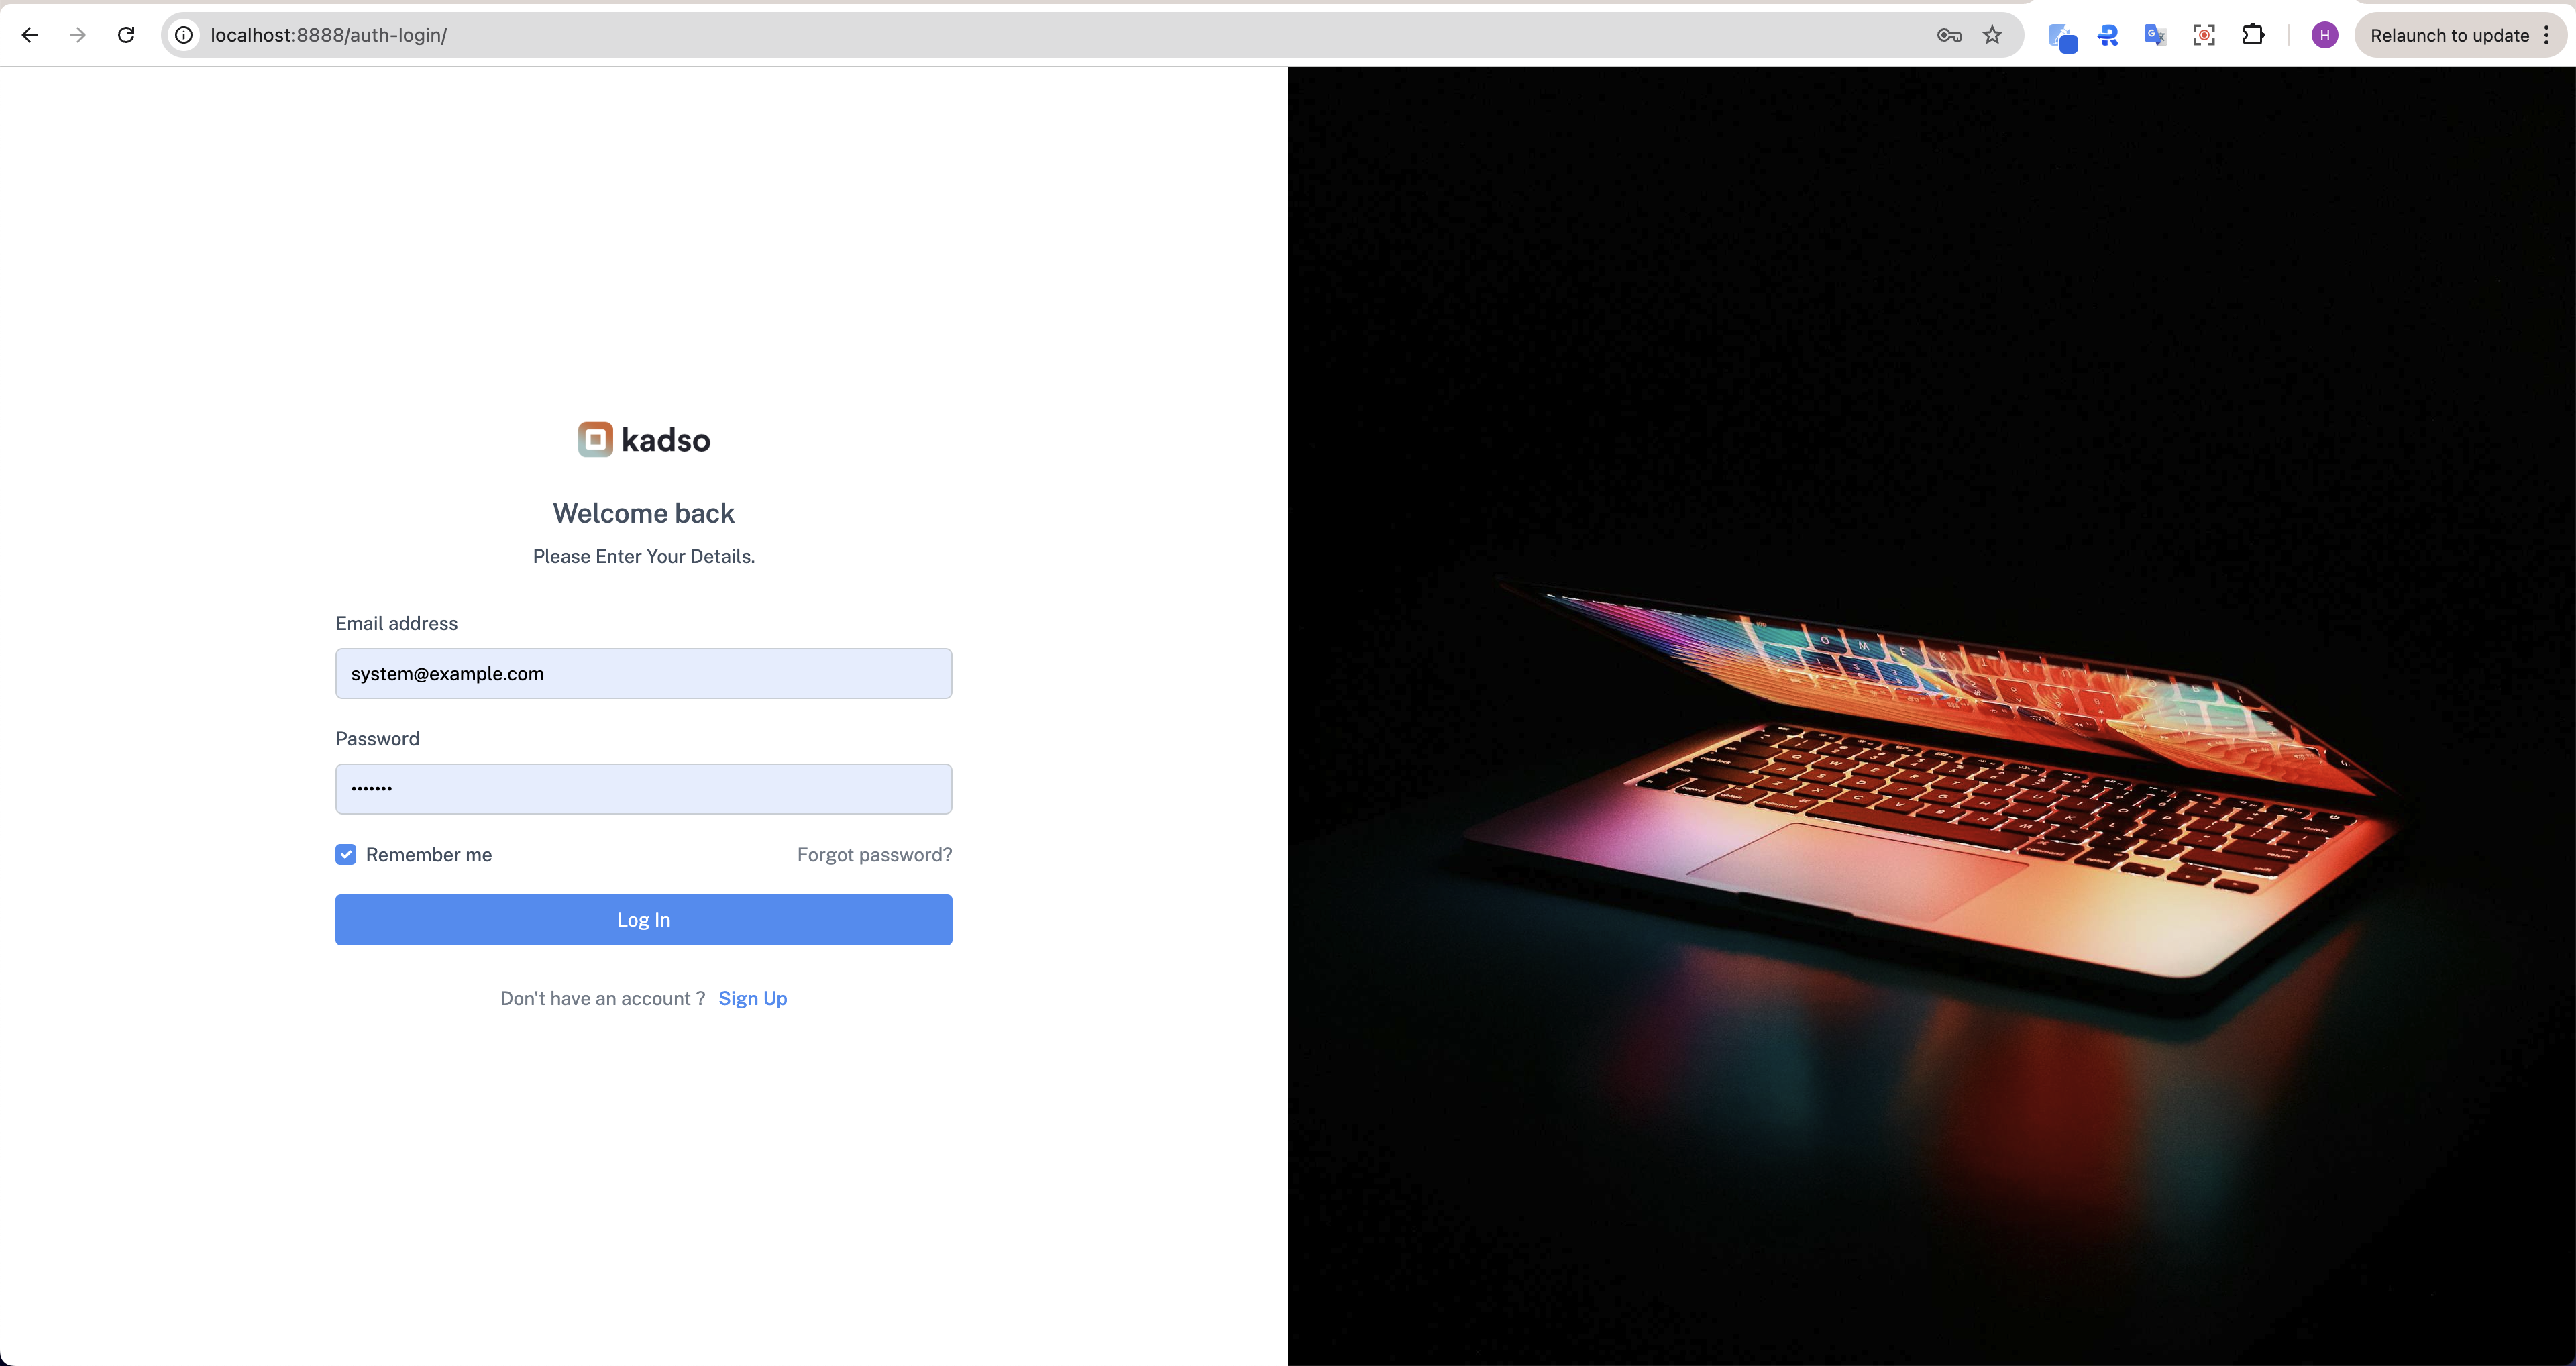 localhost:8888/auth-login/
H
Relaunch to update
kadso
Welcome back
Please Enter Your Details.
Email address
system@example.com
Password
•••••••
Remember me
Forgot password?
Log In
Don't have an account ? Sign Up